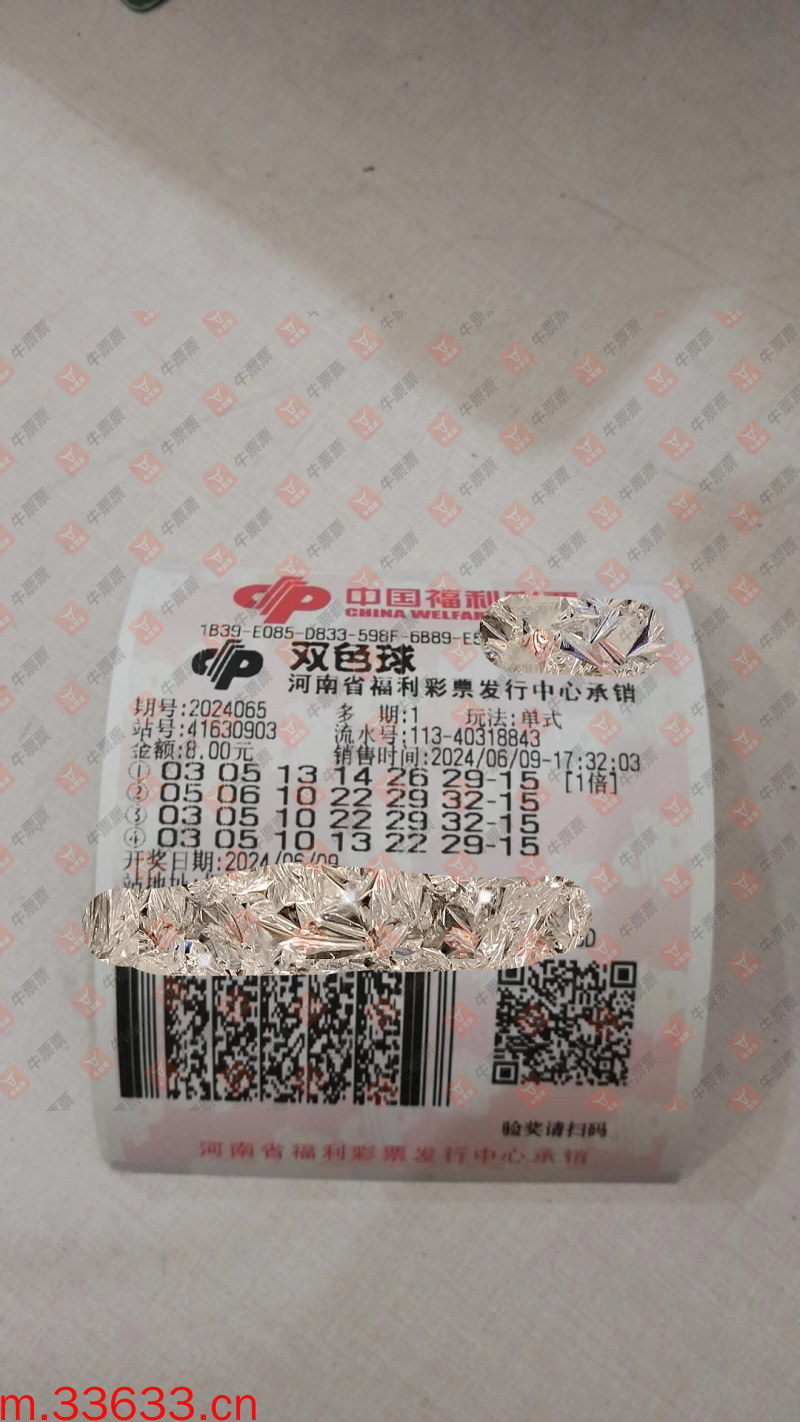 中国福利
CHINA WELFA
1B39-E085-D833-598F-6B89-E
双色球
河南省福利彩票发行中心承销
期号:2024065 多 期:1 玩法:单式
站号:41630903 流水号:113-40318843
金额:8.00元 销售时间:2024/06/09-17:32:03
① 03 05 13 14 26 29-15 [1倍]
② 05 06 10 22 29 32-15
③ 03 05 10 22 29 32-15
④ 03 05 10 13 22 29-15
开奖日期:2024/06/09
站地址:
验奖请扫码
河南省福利彩票发行中心承销
牛票票
m.33633.cn